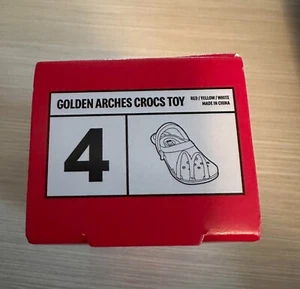 GOLDEN ARCHES CROCS TOY
RED / YELLOW / WHITE
MADE IN CHINA
4